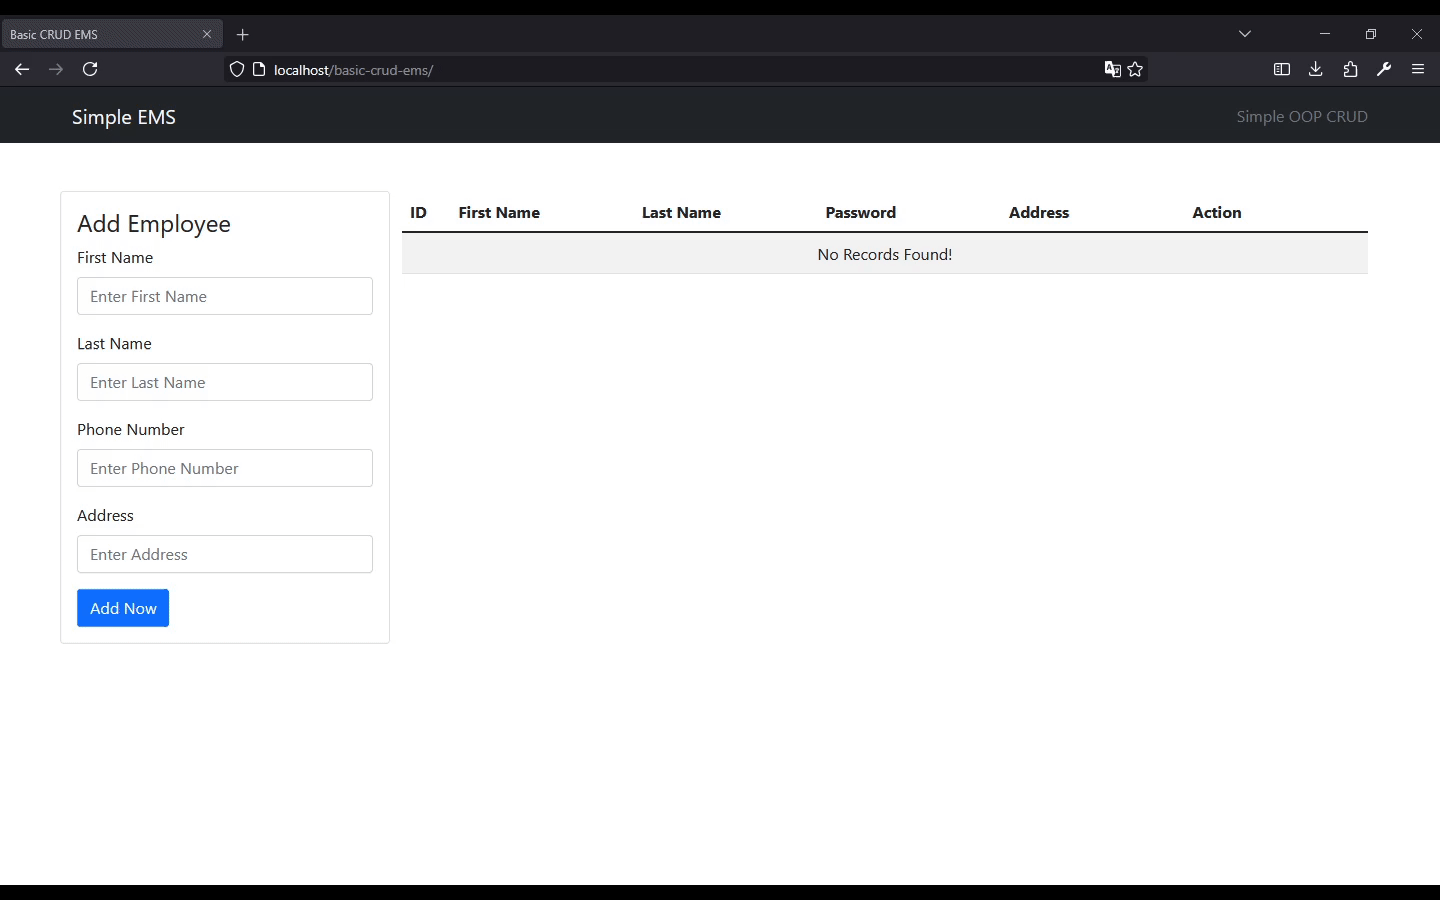 Basic CRUD EMS
localhost/basic-crud-ems/
Simple EMS
Simple OOP CRUD
Add Employee
First Name
Enter First Name
Last Name
Enter Last Name
Phone Number
Enter Phone Number
Address
Enter Address
Add Now
ID First Name Last Name Password Address Action
No Records Found!